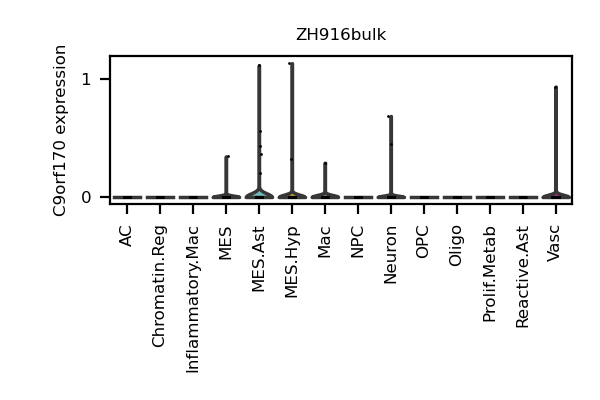 ZH916bulk
C9orf170 expression
1
0
AC
Chromatin.Reg
Inflammatory.Mac
MES
MES.Ast
MES.Hyp
Mac
NPC
Neuron
OPC
Oligo
Prolif.Metab
Reactive.Ast
Vasc